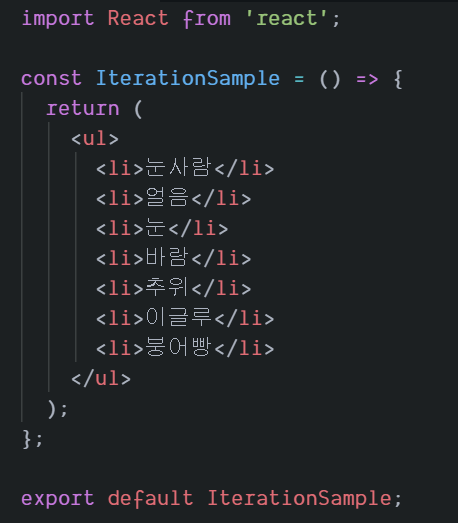 import React from 'react';

const IterationSample = () => {
  return (
    <ul>
      <li>눈사람</li>
      <li>얼음</li>
      <li>눈</li>
      <li>바람</li>
      <li>추위</li>
      <li>이글루</li>
      <li>붕어빵</li>
    </ul>
  );
};

export default IterationSample;